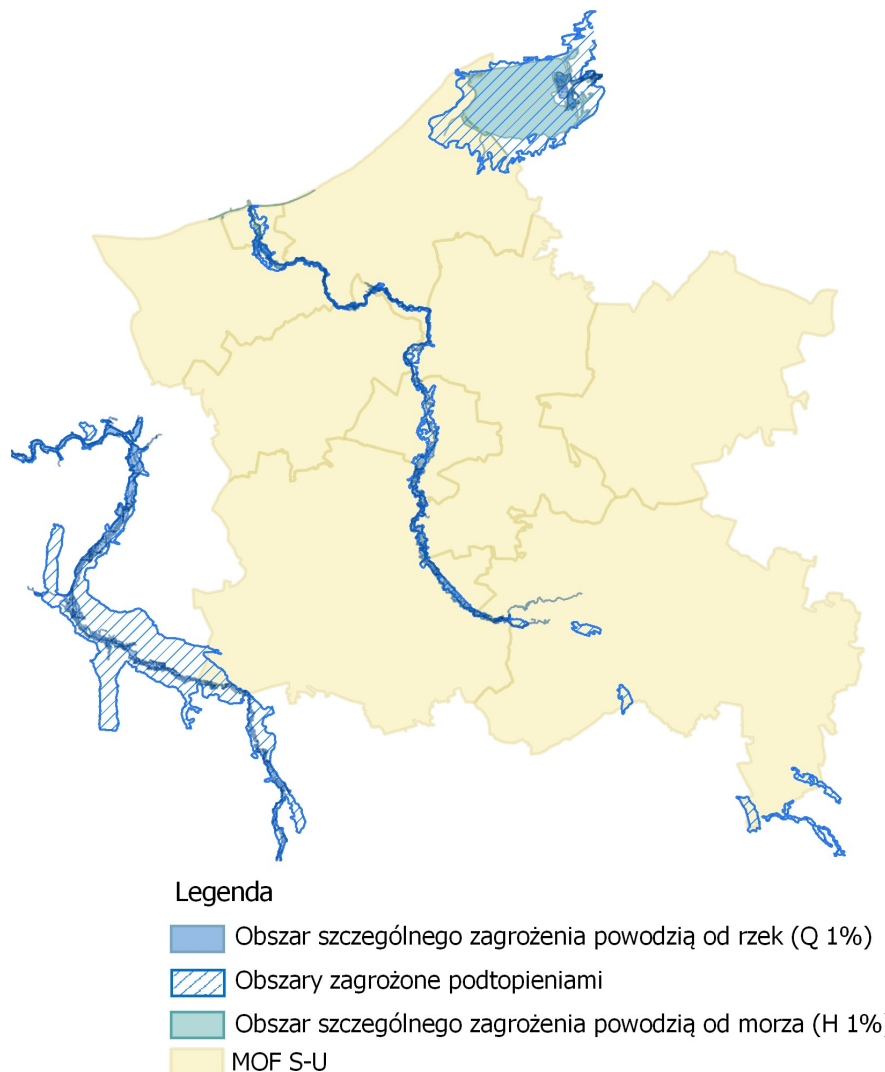 Legenda
Obszar szczególnego zagrożenia powodzią od rzek (Q 1%)
Obszary zagrożone podtopieniami
Obszar szczególnego zagrożenia powodzią od morza (H 1%)
MOF S-U